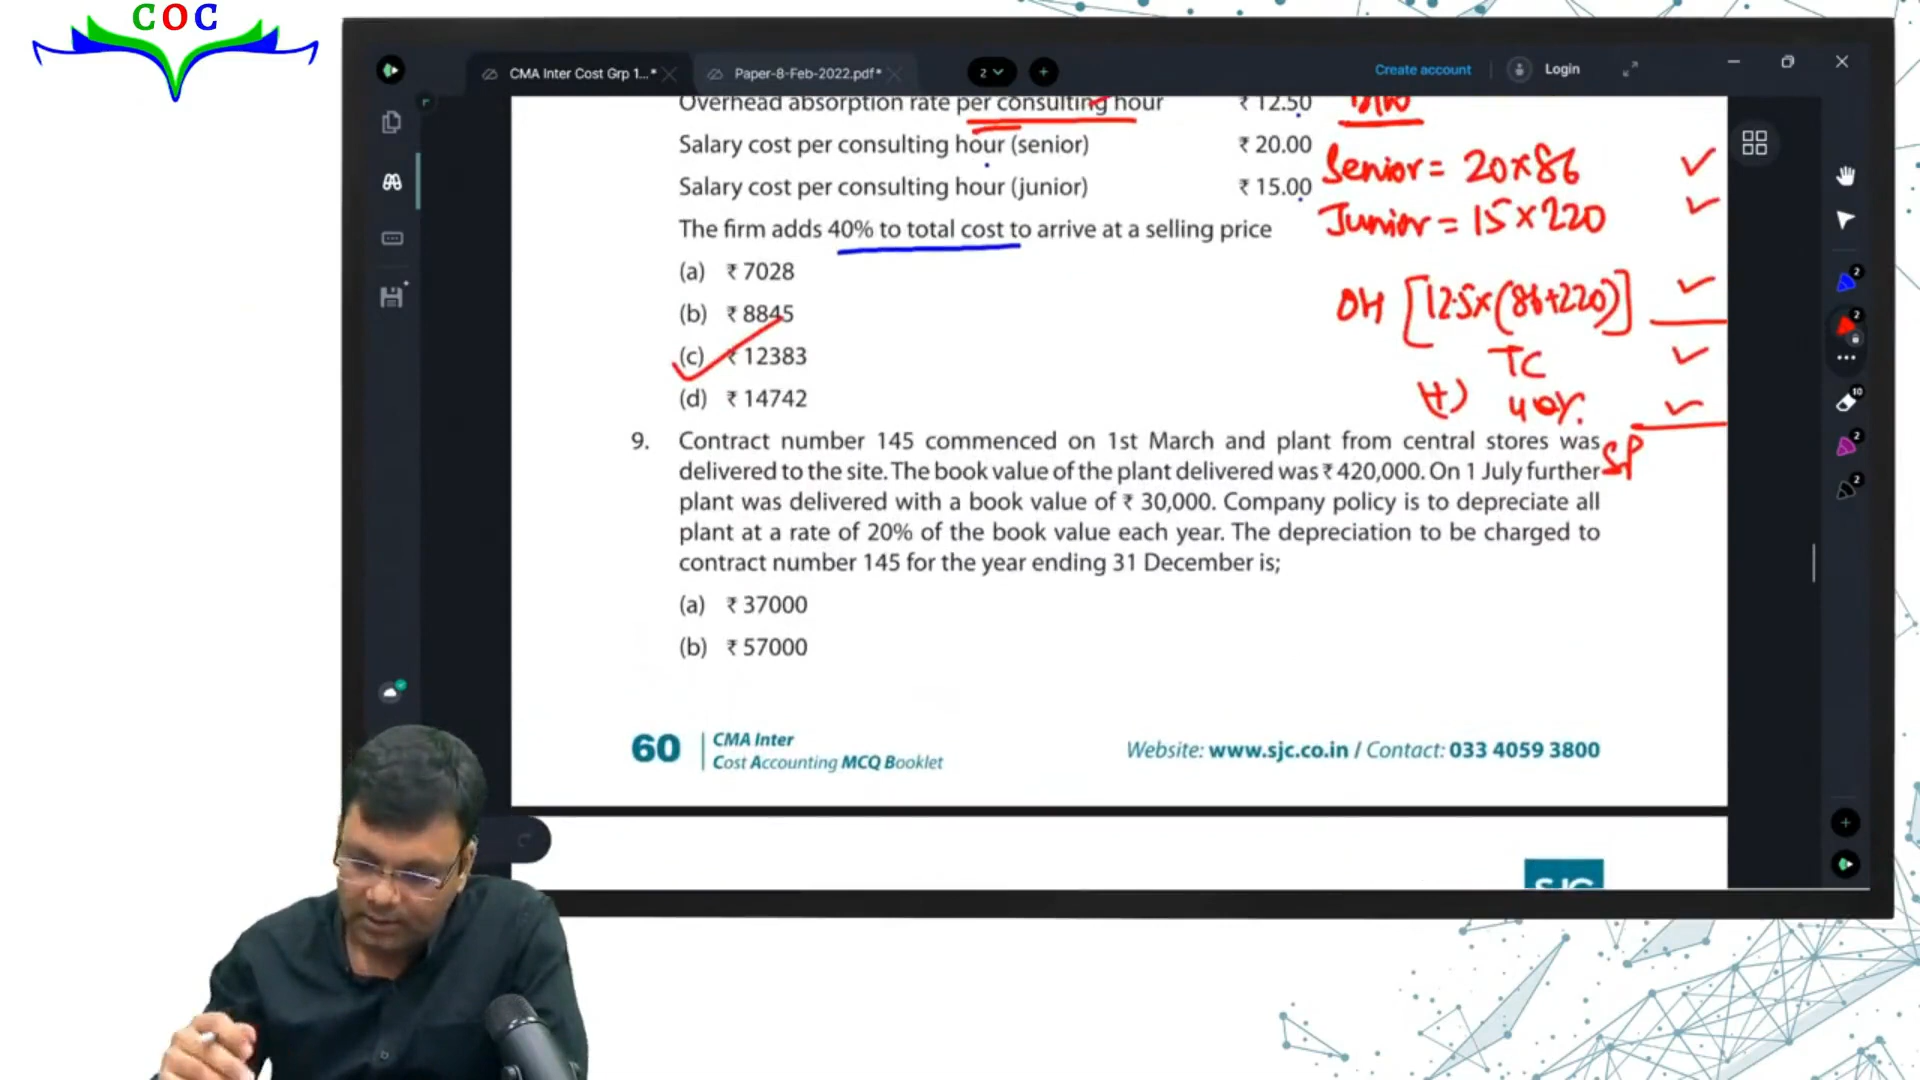 COC
CMA Inter Cost Grp 1...*
Paper-8-Feb-2022.pdf*
2
Create account
Login
Overhead absorption rate per consulting hour ₹ 12.50
Salary cost per consulting hour (senior) ₹ 20.00
Salary cost per consulting hour (junior) ₹ 15.00
The firm adds 40% to total cost to arrive at a selling price
(a) ₹ 7028
(b) ₹ 8845
(c) ₹ 12383
(d) ₹ 14742
Senior = 20×86
Junior = 15×220
OH [12.5×(86+220)]
TC
(+) 40%.
SP
9. Contract number 145 commenced on 1st March and plant from central stores was
delivered to the site. The book value of the plant delivered was ₹ 420,000. On 1 July further
plant was delivered with a book value of ₹ 30,000. Company policy is to depreciate all
plant at a rate of 20% of the book value each year. The depreciation to be charged to
contract number 145 for the year ending 31 December is;
(a) ₹ 37000
(b) ₹ 57000
60
CMA Inter
Cost Accounting MCQ Booklet
Website: www.sjc.co.in / Contact: 033 4059 3800
SJC
2
2
10
2
2